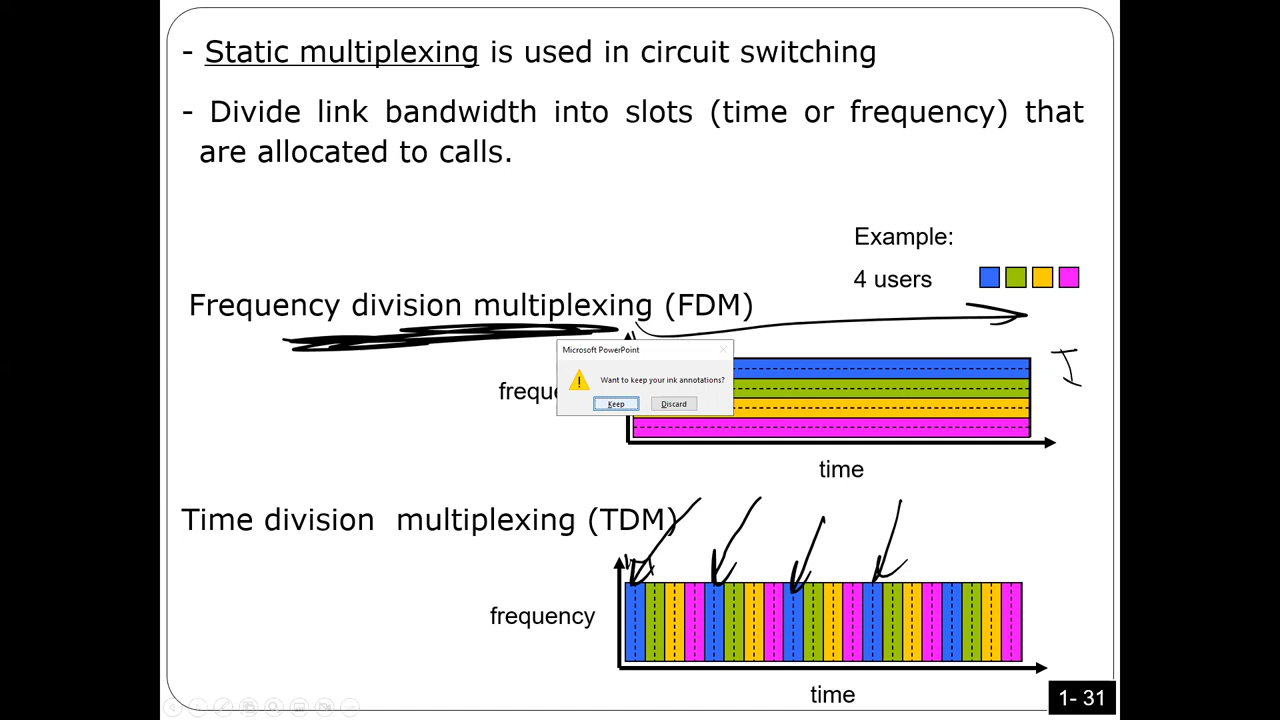 - Static multiplexing is used in circuit switching
- Divide link bandwidth into slots (time or frequency) that
are allocated to calls.
Example:
4 users
Frequency division multiplexing (FDM)
Microsoft PowerPoint
Want to keep your ink annotations?
Keep
Discard
frequ
time
Time division multiplexing (TDM)
frequency
time
1- 31